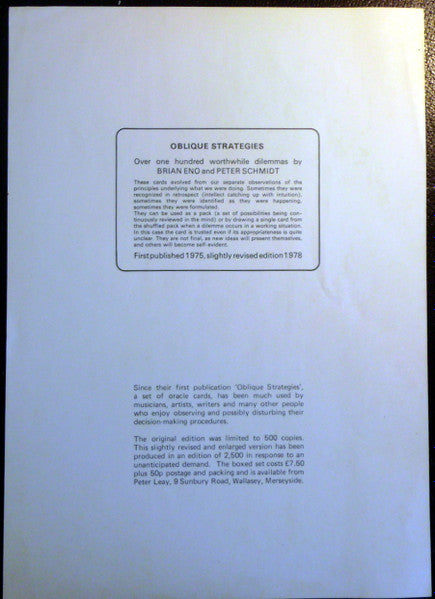 OBLIQUE STRATEGIES
Over one hundred worthwhile dilemmas by
BRIAN ENO and PETER SCHMIDT
These cards evolved from our separate observations of the
principles underlying what we were doing. Sometimes they were
recognized in retrospect (intellect catching up with intuition),
sometimes they were identified as they were happening,
sometimes they were formulated.
They can be used as a pack (a set of possibilities being con-
tinuously reviewed in the mind) or by drawing a single card from
the shuffled pack when a dilemma occurs in a working situation.
In this case the card is trusted even if its appropriateness is quite
unclear. They are not final, as new ideas will present themselves,
and others will become self-evident.
First published 1975, slightly revised edition 1978
Since their first publication 'Oblique Strategies',
a set of oracle cards, has been much used by
musicians, artists, writers and many other people
who enjoy observing and possibly disturbing their
decision-making procedures.
The original edition was limited to 500 copies.
This slightly revised and enlarged version has been
produced in an edition of 2,500 in response to an
unanticipated demand. The boxed set costs £7.50
plus 50p postage and packing and is available from
Peter Leay, 9 Sunbury Road, Wallasey, Merseyside.